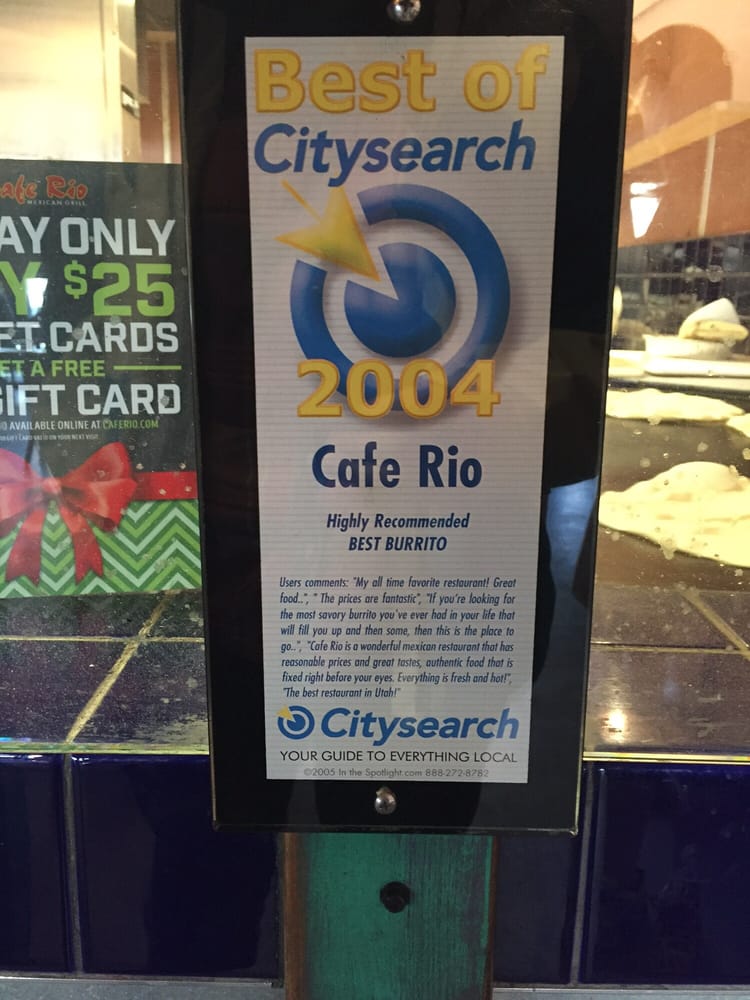 Best of
Citysearch
2004
Cafe Rio
Highly Recommended
BEST BURRITO
Users comments: "My all time favorite restaurant! Great
food..", " The prices are fantastic", "If you're looking for
the most savory burrito you've ever had in your life that
will fill you up and then some, then this is the place to
go..", "Cafe Rio is a wonderful mexican restaurant that has
reasonable prices and great tastes, authentic food that is
fixed right before your eyes. Everything is fresh and hot!",
"The best restaurant in Utah!"
Citysearch
YOUR GUIDE TO EVERYTHING LOCAL
©2005 In the Spotlight.com 888-272-8782
afe Rio
MEXICAN GRILL
AY ONLY
Y $25
FT CARDS
ET A FREE
GIFT CARD
AVAILABLE ONLINE AT CAFERIO.COM